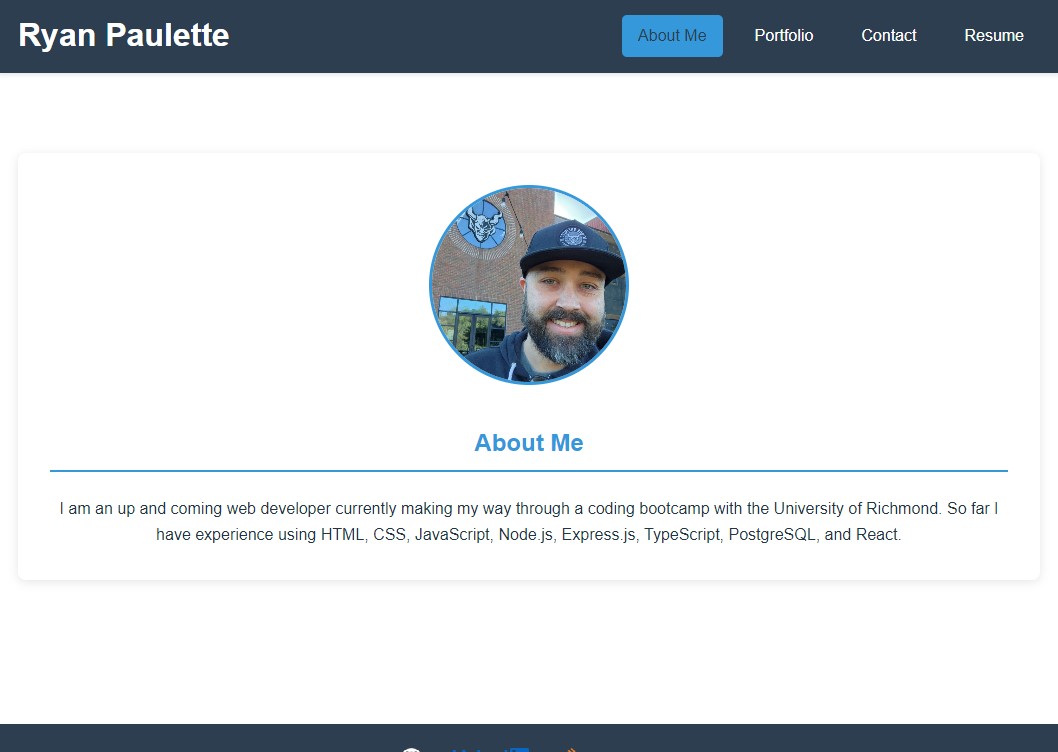 Ryan Paulette
About Me
Portfolio
Contact
Resume
About Me
I am an up and coming web developer currently making my way through a coding bootcamp with the University of Richmond. So far I
have experience using HTML, CSS, JavaScript, Node.js, Express.js, TypeScript, PostgreSQL, and React.